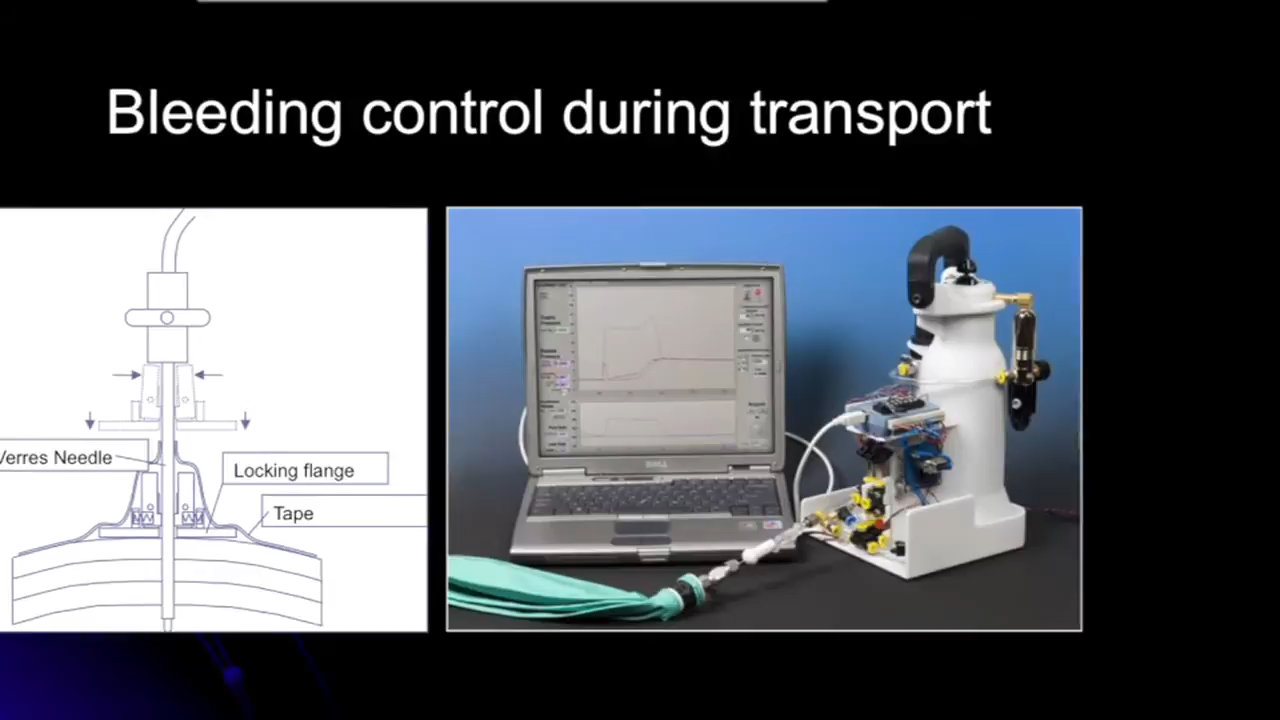 Bleeding control during transport
Verres Needle
Locking flange
Tape
DELL